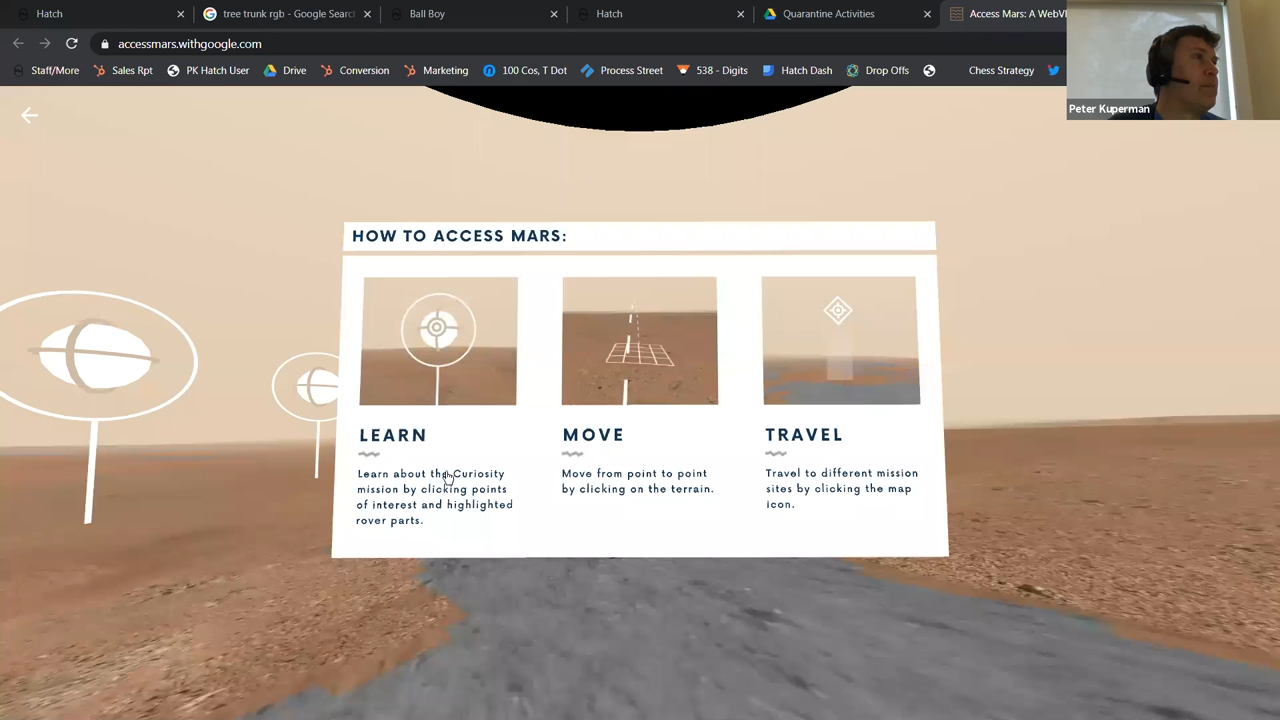 Hatch
tree trunk rgb - Google Searc
Ball Boy
Hatch
Quarantine Activities
Access Mars: A WebV
accessmars.withgoogle.com
Staff/More
Sales Rpt
PK Hatch User
Drive
Conversion
Marketing
100 Cos, T Dot
Process Street
538 - Digits
Hatch Dash
Drop Offs
Chess Strategy
Peter Kuperman
HOW TO ACCESS MARS:
LEARN
Learn about the Curiosity
mission by clicking points
of interest and highlighted
rover parts.
MOVE
Move from point to point
by clicking on the terrain.
TRAVEL
Travel to different mission
sites by clicking the map
icon.